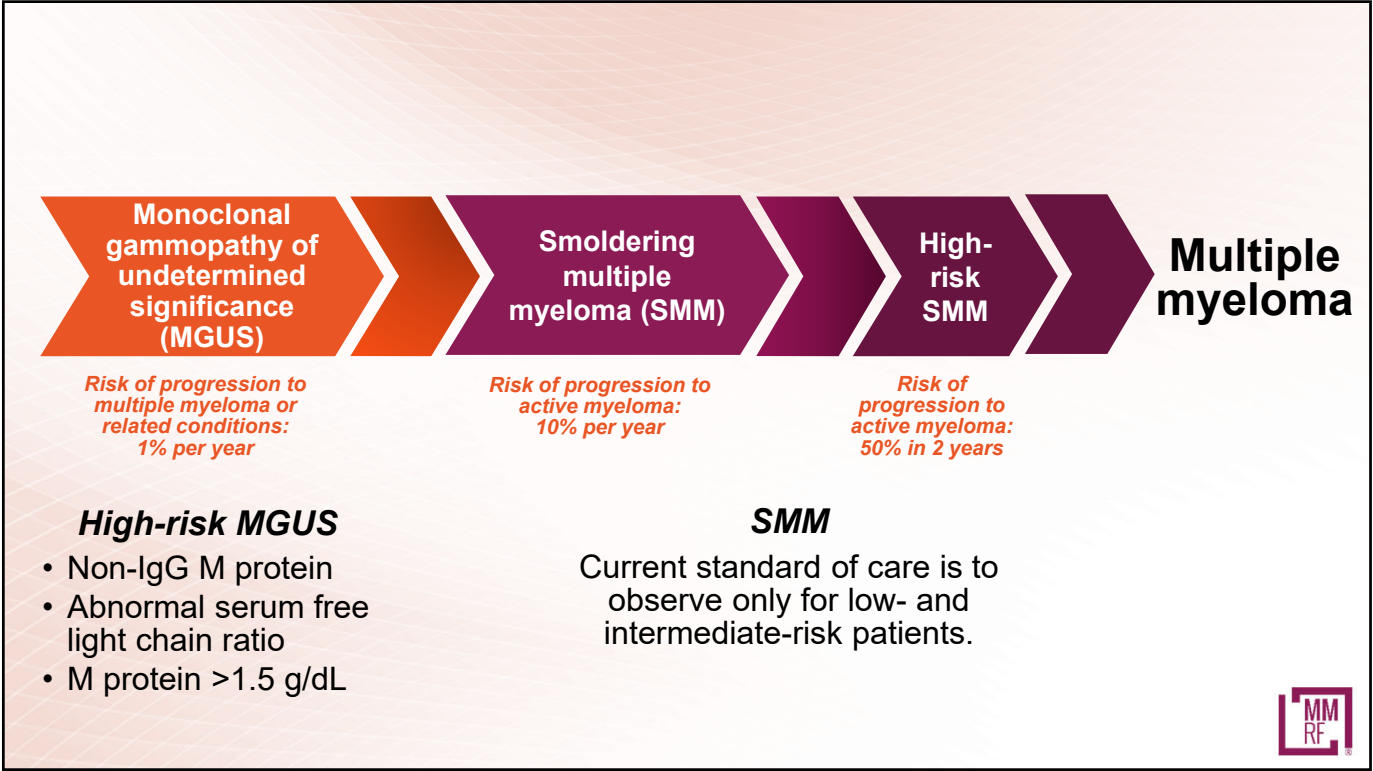 Monoclonal
gammopathy of
undetermined
significance
(MGUS)
Smoldering
multiple
myeloma (SMM)
High-
risk
SMM
Multiple
myeloma
Risk of progression to
multiple myeloma or
related conditions:
1% per year
Risk of progression to
active myeloma:
10% per year
Risk of
progression to
active myeloma:
50% in 2 years
High-risk MGUS
• Non-IgG M protein
• Abnormal serum free
light chain ratio
• M protein >1.5 g/dL
SMM
Current standard of care is to
observe only for low- and
intermediate-risk patients.
MM
RF
®